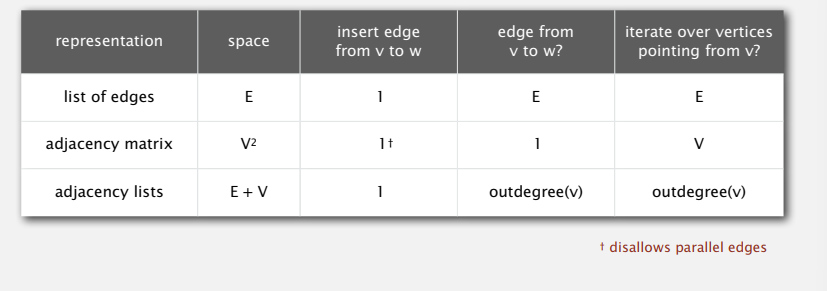 representation space insert edge from v to w edge from v to w? iterate over vertices pointing from v?
list of edges E 1 E E
adjacency matrix V² 1† 1 V
adjacency lists E + V 1 outdegree(v) outdegree(v)
† disallows parallel edges